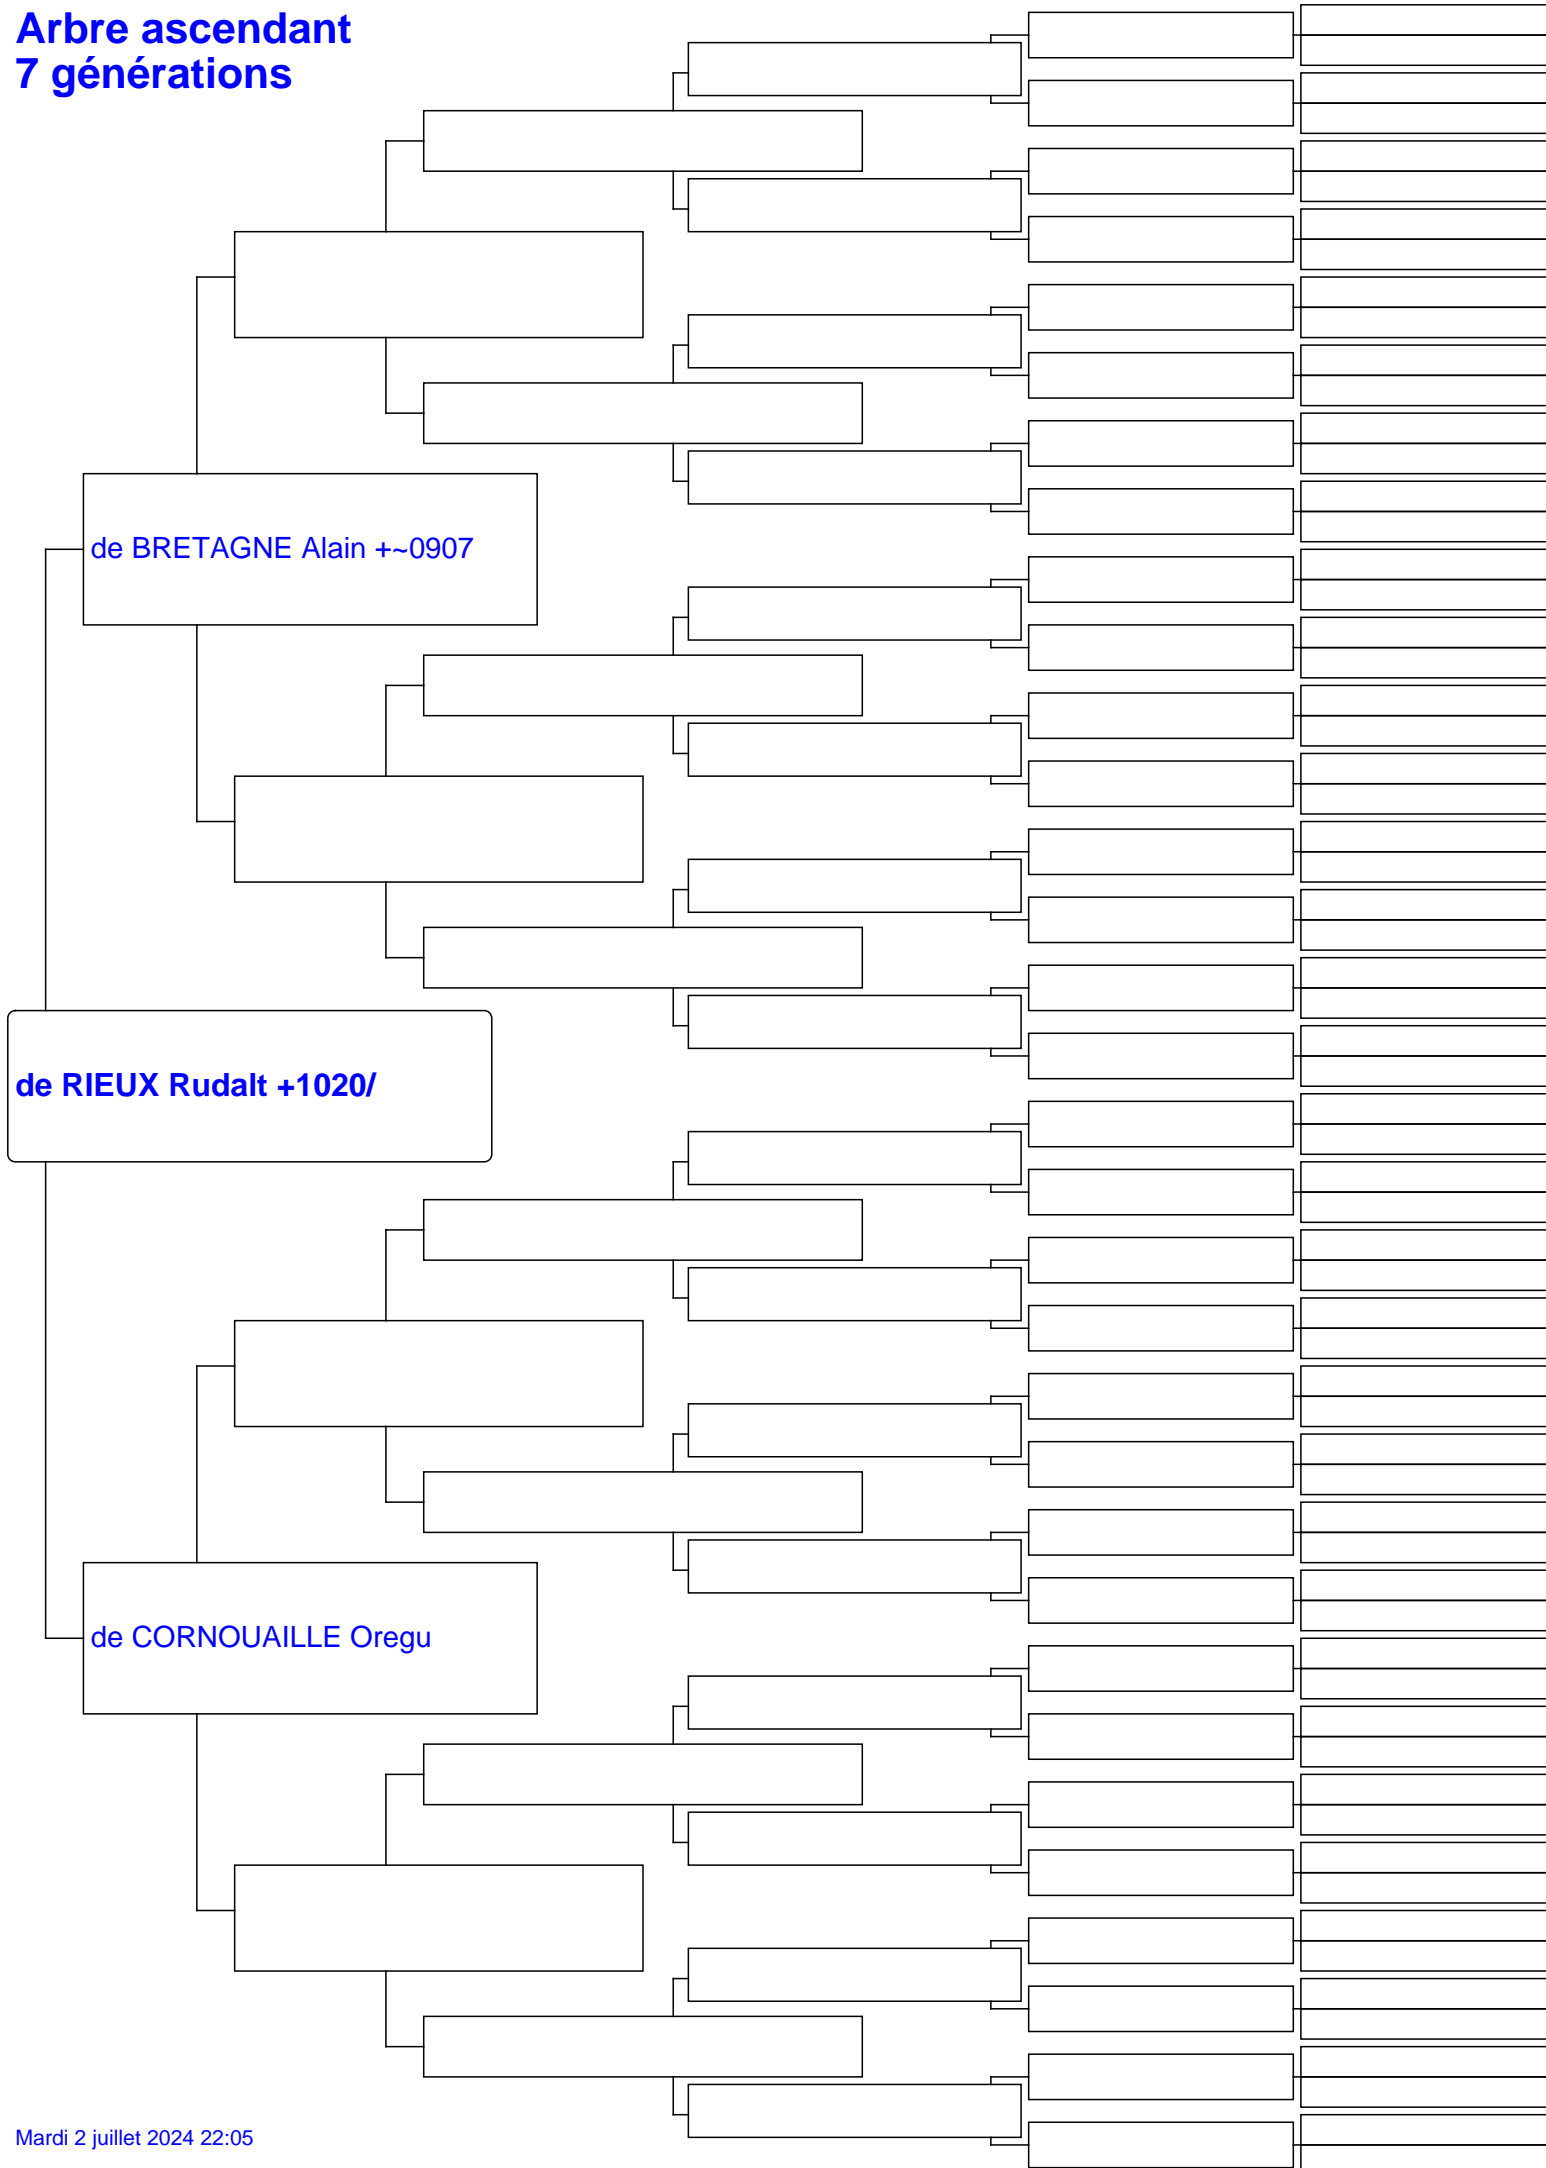 Arbre ascendant
7 générations
de BRETAGNE Alain +~0907
de RIEUX Rudalt +1020/
de CORNOUAILLE Oregu
Mardi 2 juillet 2024 22:05